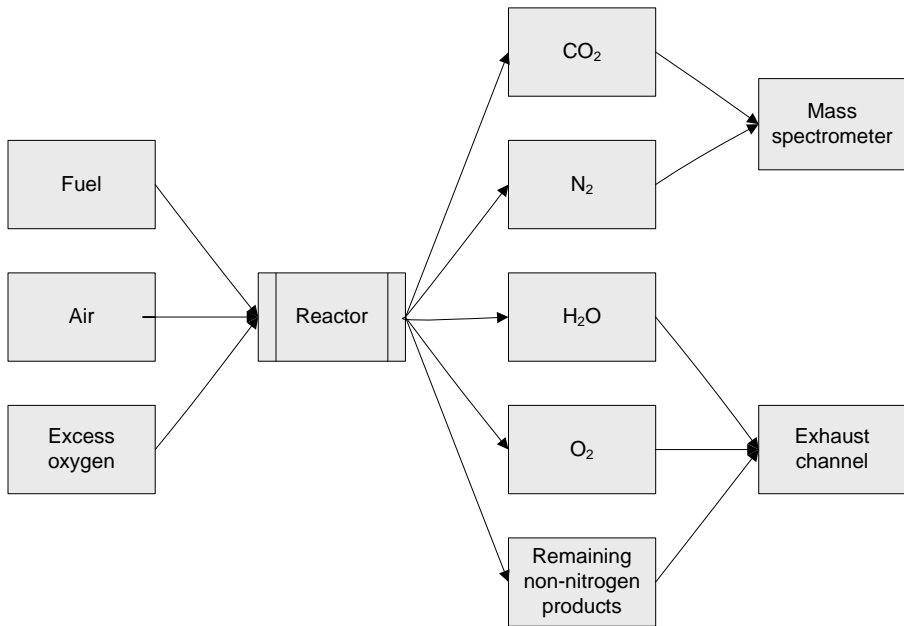 Fuel
Air
Excess
oxygen
Reactor
CO₂
N₂
H₂O
O₂
Remaining
non-nitrogen
products
Mass
spectrometer
Exhaust
channel